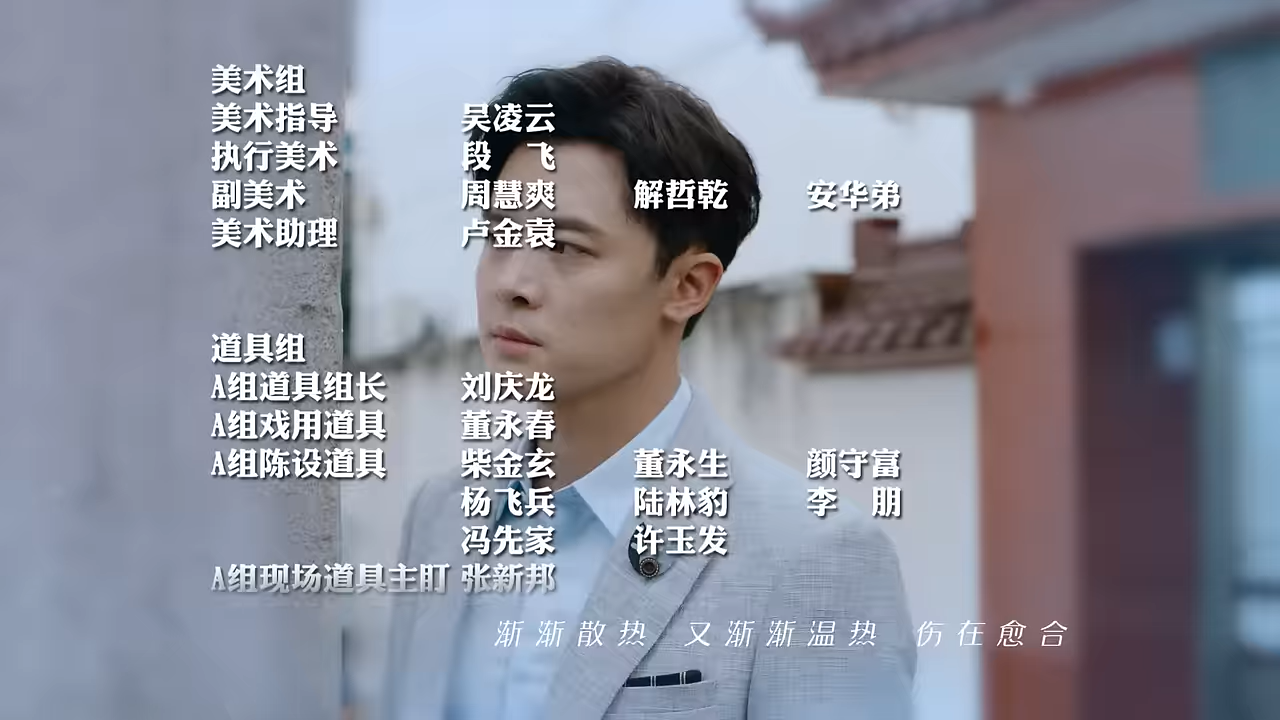 美术组
美术指导 吴凌云
执行美术 段 飞
副美术 周慧爽 解哲乾 安华弟
美术助理 卢金袁
道具组
A组道具组长 刘庆龙
A组戏用道具 董永春
A组陈设道具 柴金玄 董永生 颜守富
杨飞兵 陆林豹 李 朋
冯先家 许玉发
A组现场道具主盯 张新邦
渐渐散热 又渐渐温热 伤在愈合